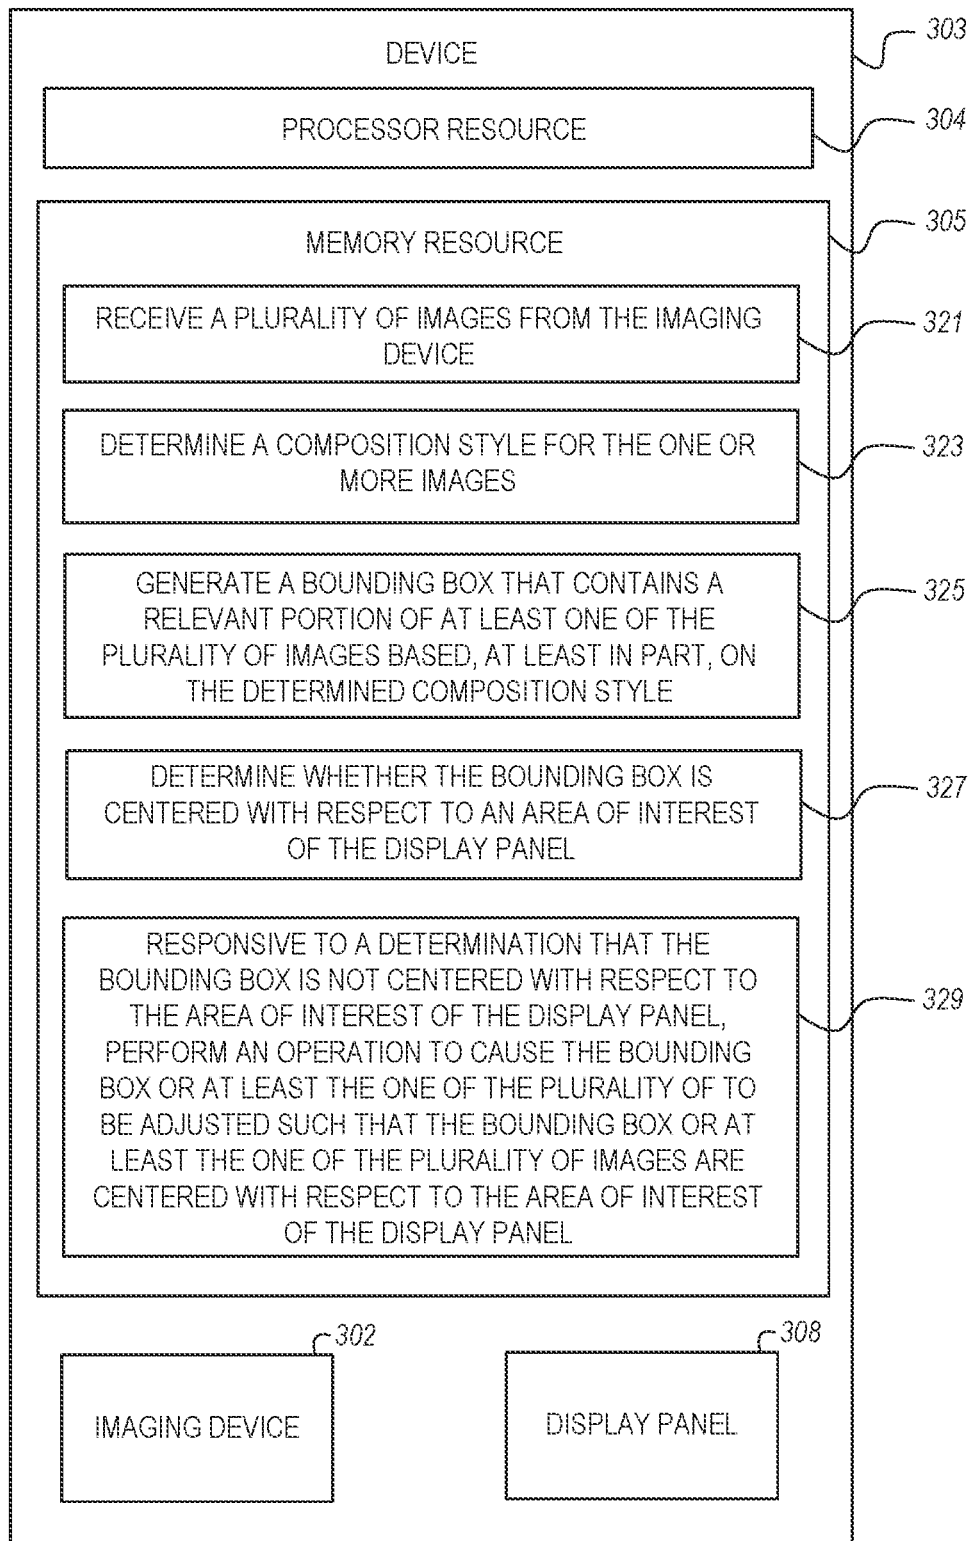 DEVICE
303
PROCESSOR RESOURCE
304
MEMORY RESOURCE
305
RECEIVE A PLURALITY OF IMAGES FROM THE IMAGING
DEVICE
321
DETERMINE A COMPOSITION STYLE FOR THE ONE OR
MORE IMAGES
323
GENERATE A BOUNDING BOX THAT CONTAINS A
RELEVANT PORTION OF AT LEAST ONE OF THE
PLURALITY OF IMAGES BASED, AT LEAST IN PART, ON
THE DETERMINED COMPOSITION STYLE
325
DETERMINE WHETHER THE BOUNDING BOX IS
CENTERED WITH RESPECT TO AN AREA OF INTEREST
OF THE DISPLAY PANEL
327
RESPONSIVE TO A DETERMINATION THAT THE
BOUNDING BOX IS NOT CENTERED WITH RESPECT TO
THE AREA OF INTEREST OF THE DISPLAY PANEL,
PERFORM AN OPERATION TO CAUSE THE BOUNDING
BOX OR AT LEAST THE ONE OF THE PLURALITY OF TO
BE ADJUSTED SUCH THAT THE BOUNDING BOX OR AT
LEAST THE ONE OF THE PLURALITY OF IMAGES ARE
CENTERED WITH RESPECT TO THE AREA OF INTEREST
OF THE DISPLAY PANEL
329
302
IMAGING DEVICE
308
DISPLAY PANEL